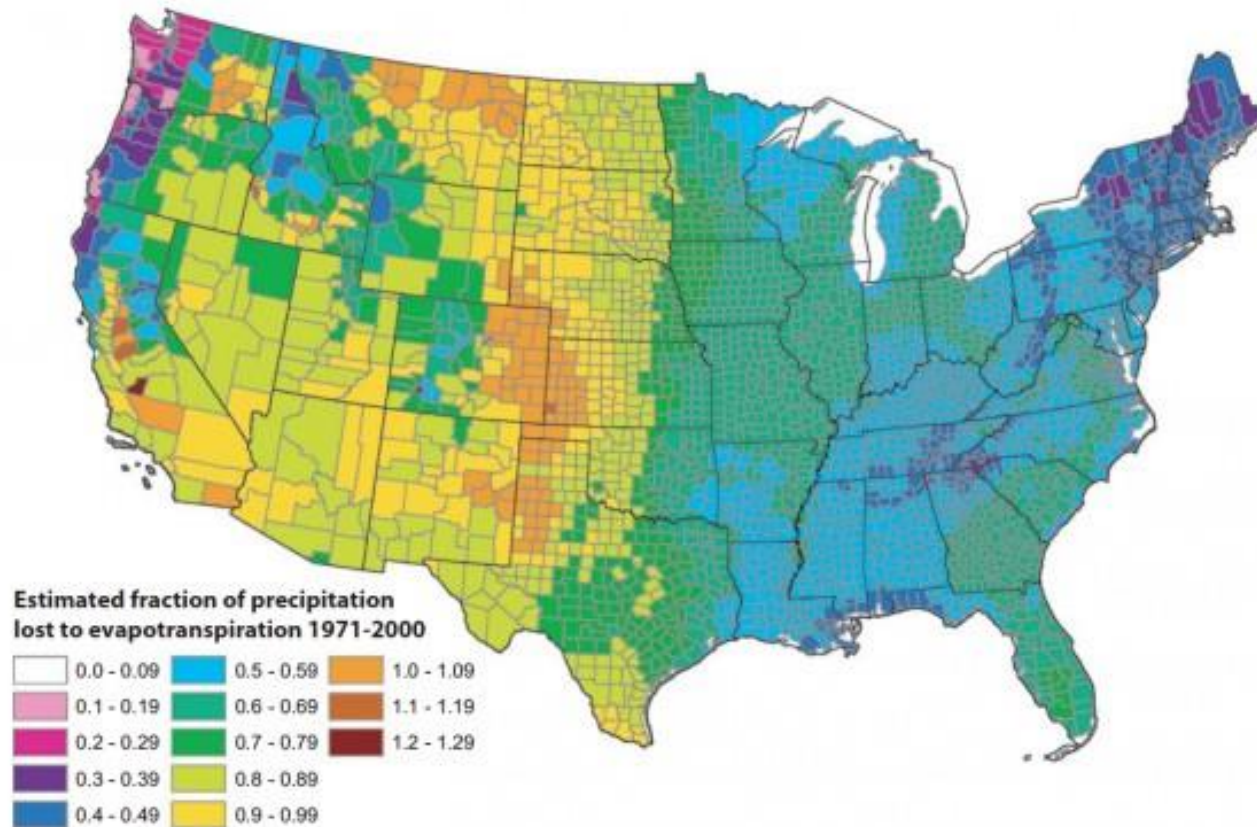 Estimated fraction of precipitation
lost to evapotranspiration 1971-2000
0.0 - 0.09
0.1 - 0.19
0.2 - 0.29
0.3 - 0.39
0.4 - 0.49
0.5 - 0.59
0.6 - 0.69
0.7 - 0.79
0.8 - 0.89
0.9 - 0.99
1.0 - 1.09
1.1 - 1.19
1.2 - 1.29